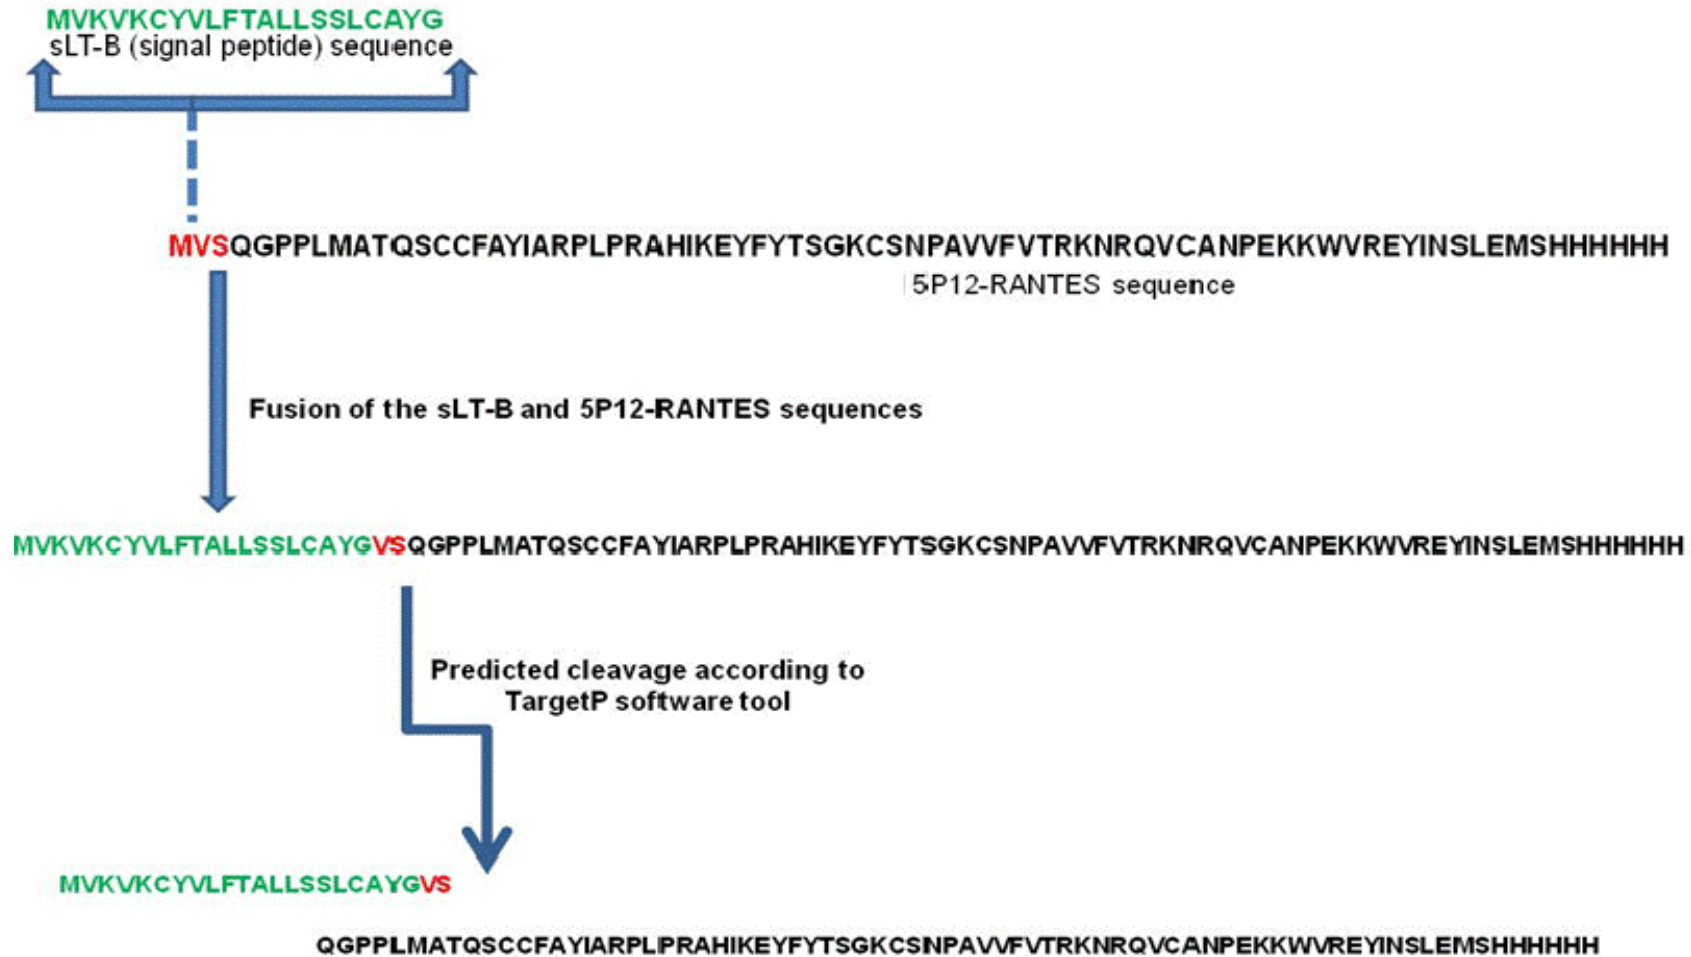 MVKVKCYVLFTALLSSLCAYG
sLT-B (signal peptide) sequence
MVSQGPPLMATQSCCFAYIARPLPRAHIKEYFYTSGKCSNPAVVFVTRKNRQVCANPEKKWVREYINSLEMSHHHHHH
5P12-RANTES sequence
Fusion of the sLT-B and 5P12-RANTES sequences
MVKVKCYVLFTALLSSLCAYGVSQGPPLMATQSCCFAYIARPLPRAHIKEYFYTSGKCSNPAVVFVTRKNRQVCANPEKKWVREYINSLEMSHHHHHH
Predicted cleavage according to
TargetP software tool
MVKVKCYVLFTALLSSLCAYGVS
QGPPLMATQSCCFAYIARPLPRAHIKEYFYTSGKCSNPAVVFVTRKNRQVCANPEKKWVREYINSLEMSHHHHHH